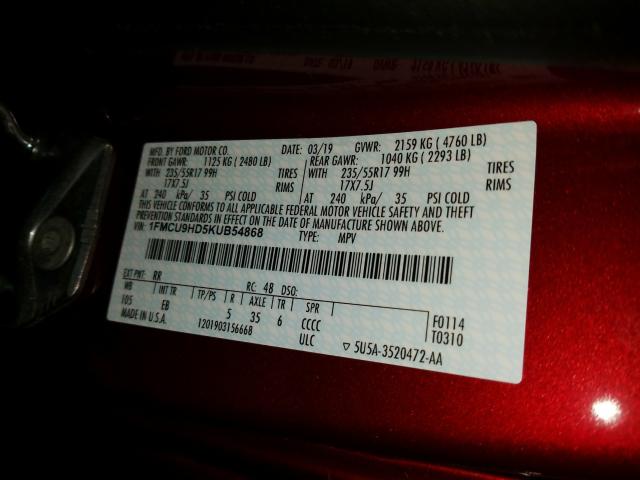 MFD. BY FORD MOTOR CO. DATE: 03/19 GVWR: 2159 KG ( 4760 LB)
FRONT GAWR: 1125 KG ( 2480 LB) REAR GAWR: 1040 KG ( 2293 LB)
WITH 235/55R17 99H TIRES WITH 235/55R17 99H TIRES
17X7.5J RIMS 17X7.5J RIMS
AT 240 kPa/ 35 PSI COLD AT 240 kPa/ 35 PSI COLD
THIS VEHICLE CONFORMS TO ALL APPLICABLE FEDERAL MOTOR VEHICLE SAFETY AND THEFT
PREVENTION STANDARDS IN EFFECT ON THE DATE OF MANUFACTURE SHOWN ABOVE.
VIN: 1FMCU9HD5KUB54868 TYPE: MPV
EXT PNT: RR RC: 48 DSO:
WB INT TR TP/PS R AXLE TR SPR
105 EB 5 35 6 CCCC F0114
MADE IN U.S.A. 1201903156668 ULC T0310
▽ 5U5A-3520472-AA